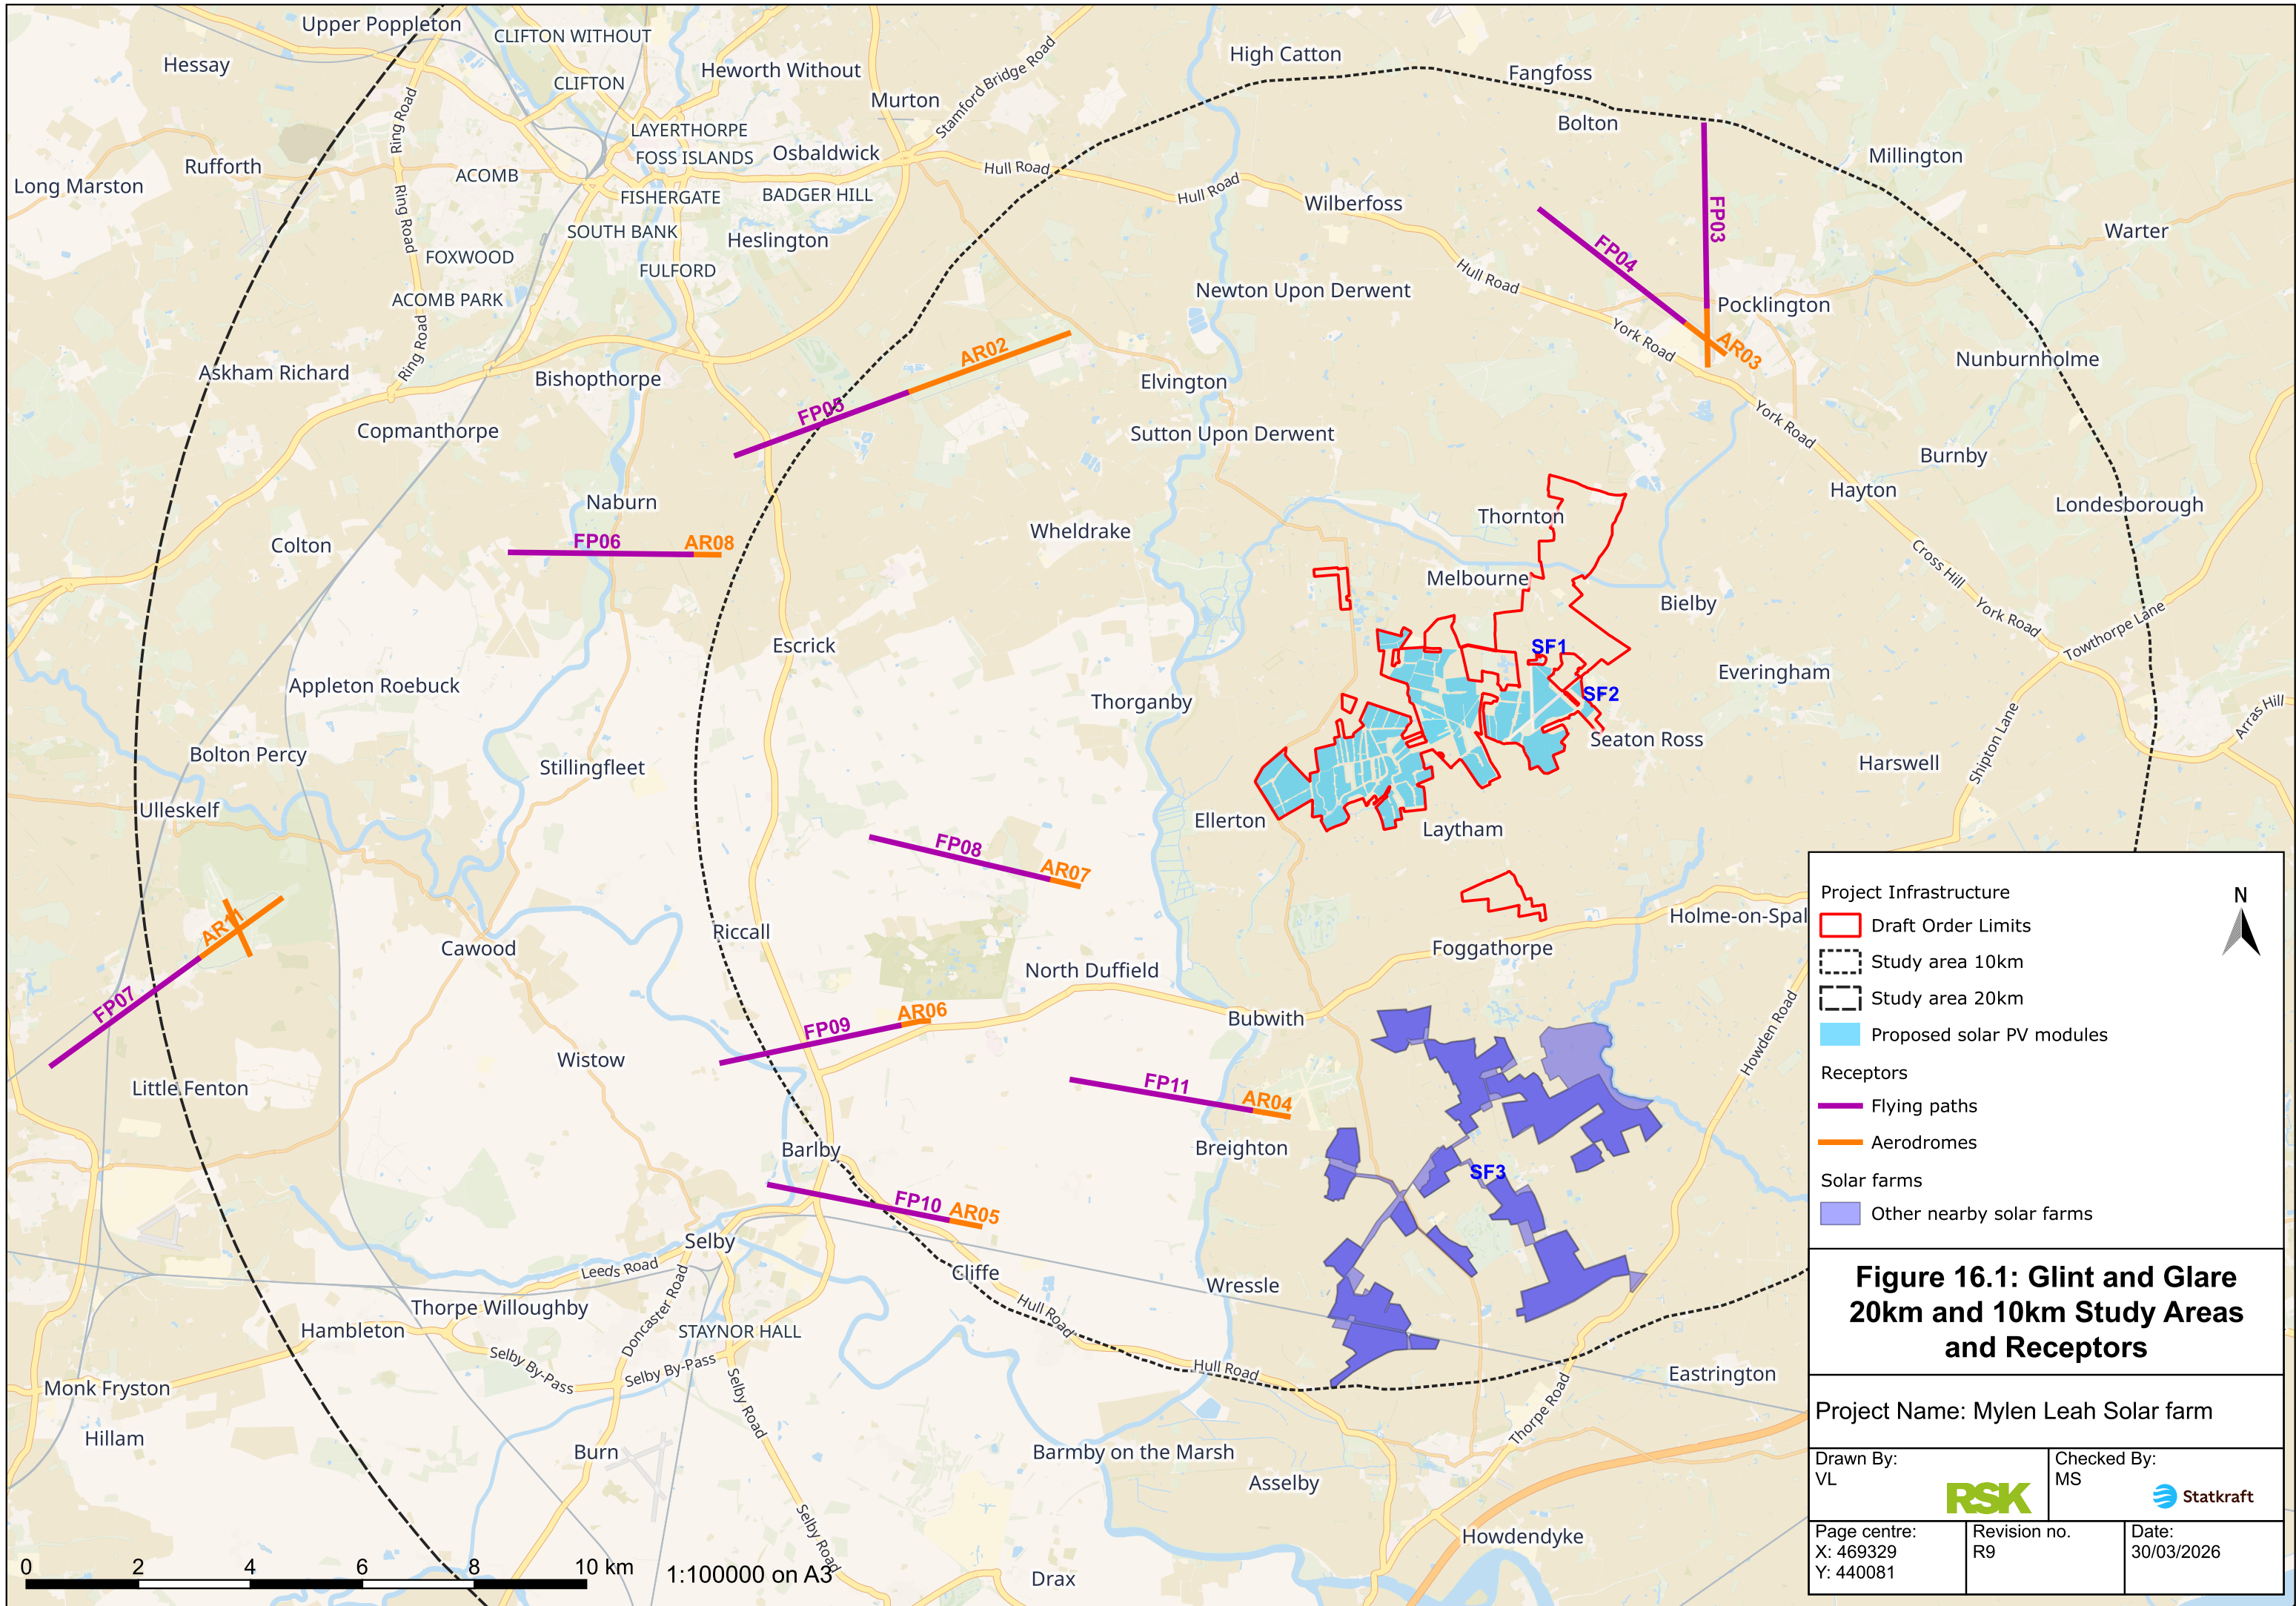 Upper Poppleton
CLIFTON WITHOUT
Hessay
CLIFTON
Heworth Without
High Catton
Fangfoss
Murton
Stamford Bridge Road
Ring Road
LAYERTHORPE
Bolton
Rufforth
FOSS ISLANDS
Osbaldwick
Hull Road
Millington
Long Marston
ACOMB
FISHERGATE
BADGER HILL
Hull Road
Wilberfoss
FP03
Ring Road
SOUTH BANK
Heslington
FP04
Warter
FOXWOOD
FULFORD
Hull Road
ACOMB PARK
Newton Upon Derwent
Pocklington
Ring Road
AR02
York Road
AR03
Nunburnholme
Askham Richard
Bishopthorpe
Elvington
FP05
Copmanthorpe
Sutton Upon Derwent
York Road
Burnby
Hayton
Naburn
Londesborough
Thornton
Wheldrake
Colton
FP06
AR08
Cross Hill
Melbourne
Bielby
York Road
Towthorpe Lane
Escrick
SF1
Everingham
Appleton Roebuck
Thorganby
SF2
Arras Hill
Seaton Ross
Bolton Percy
Stillingfleet
Harswell
Shipton Lane
Ulleskelf
Ellerton
Laytham
FP08
AR07
AR11
Riccall
Holme-on-Spal
Cawood
Foggathorpe
North Duffield
FP07
AR06
FP09
Bubwith
Howden Road
Wistow
FP11
Little Fenton
AR04
Barlby
Breighton
SF3
FP10
AR05
Selby
Leeds Road
Cliffe
Wressle
Thorpe Willoughby
Doncaster Road
Hull Road
Hambleton
STAYNOR HALL
Selby By-Pass
Selby By-Pass
Hull Road
Eastrington
Monk Fryston
Selby Road
Thorpe Road
Hillam
Burn
Barmby on the Marsh
Asselby
Selby Road
Howdendyke
Drax
0 2 4 6 8 10 km
1:100000 on A3
Project Infrastructure
N
Draft Order Limits
Study area 10km
Study area 20km
Proposed solar PV modules
Receptors
Flying paths
Aerodromes
Solar farms
Other nearby solar farms
Figure 16.1: Glint and Glare
20km and 10km Study Areas
and Receptors
Project Name: Mylen Leah Solar farm
Drawn By:
VL
RSK
Checked By:
MS
Statkraft
Page centre:
X: 469329
Y: 440081
Revision no.
R9
Date:
30/03/2026